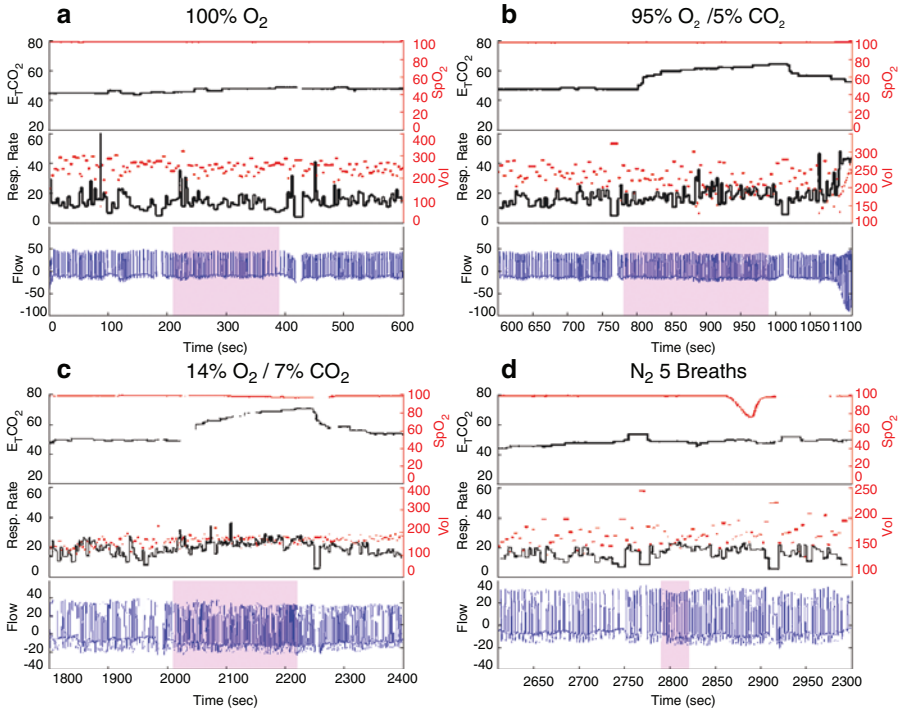 a
100% O2
80
60
40
20
ETCO2
100
80
60
40
20
0
SpO2
60
40
20
0
Resp. Rate
400
300
200
100
0
Vol
50
0
-50
-100
Flow
0 100 200 300 400 500 600
Time (sec)
b
95% O2 /5% CO2
80
60
40
20
ETCO2
100
80
60
40
20
0
SpO2
60
40
20
0
Resp. Rate
300
250
200
150
100
Vol
50
0
-50
-100
Flow
600 650 700 750 800 850 900 950 1000 1050 1100
Time (sec)
c
14% O2 / 7% CO2
80
60
40
20
ETCO2
100
80
60
40
20
0
SpO2
60
40
20
0
Resp. Rate
400
300
200
100
0
Vol
40
20
0
-20
-40
Flow
1800 1900 2000 2100 2200 2300 2400
Time (sec)
d
N2 5 Breaths
80
60
40
20
ETCO2
100
80
60
40
20
0
SpO2
60
40
20
0
Resp. Rate
250
200
150
100
Vol
40
20
0
-20
-40
Flow
2650 2700 2750 2800 2850 2900 2950 2300
Time (sec)